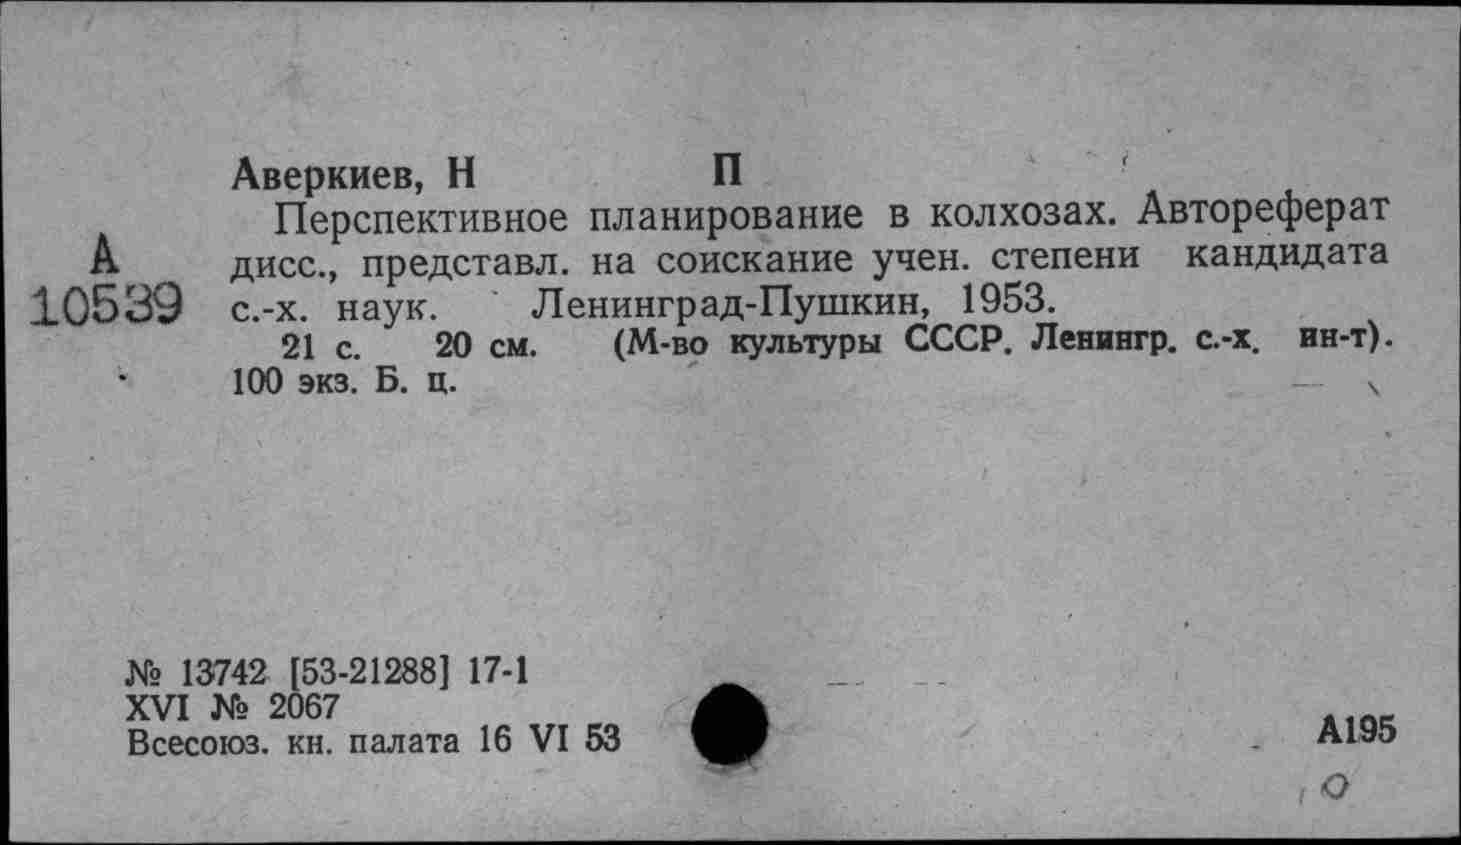 Аверкиев, Н П
Перспективное планирование в колхозах. Автореферат
А
дисс., представл. на соискание учен. степени кандидата
10539
с.-х. наук. Ленинград-Пушкин, 1953.
21 с. 20 см. (М-во культуры СССР. Ленингр. с.-х. ин-т).
100 экз. Б. ц.
№ 13742 [53-21288] 17-1
XVI № 2067
Всесоюз. кн. палата 16 VI 53
А195
О